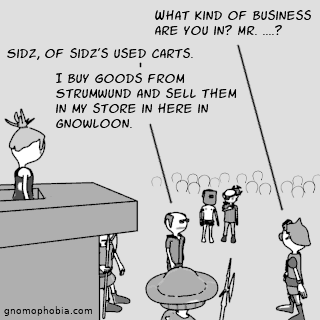 WHAT KIND OF BUSINESS
ARE YOU IN? MR. ....?
SIDZ, OF SIDZ'S USED CARTS.
I BUY GOODS FROM
STRUMWUND AND SELL THEM
IN MY STORE IN HERE IN
GNOWLOON.
gnomophobia.com